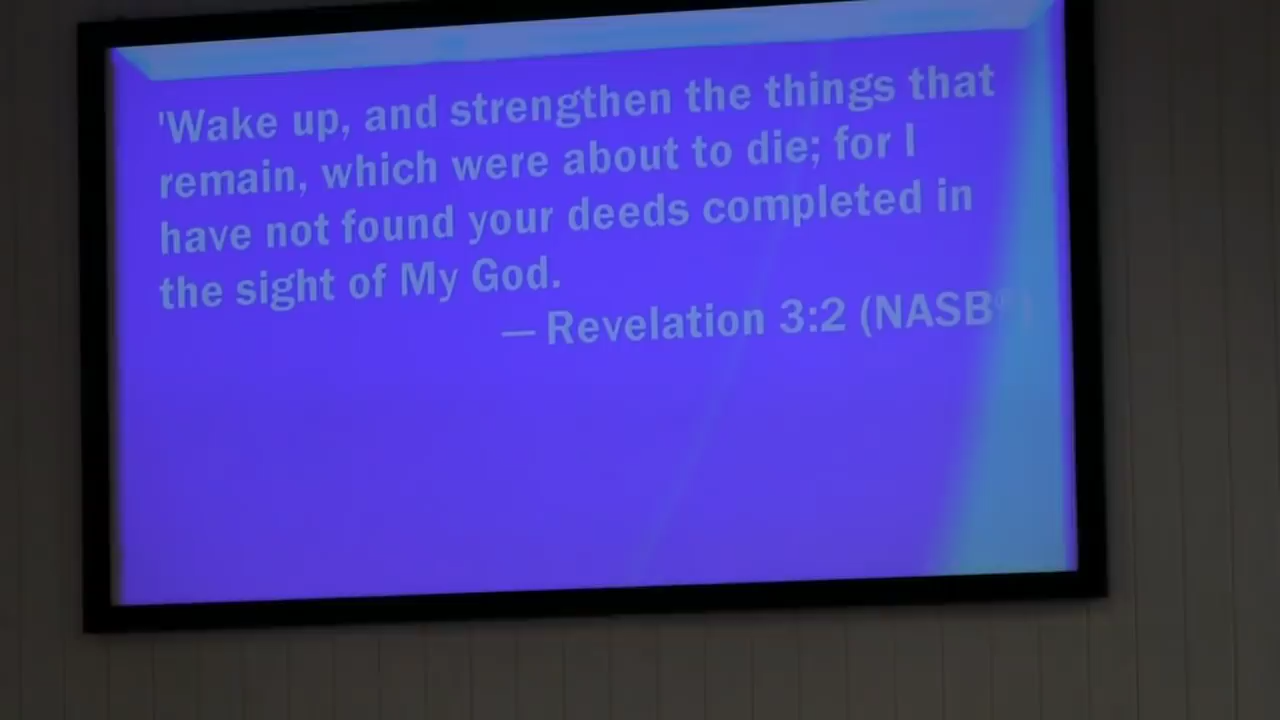 'Wake up, and strengthen the things that
remain, which were about to die; for I
have not found your deeds completed in
the sight of My God.
— Revelation 3:2 (NASB®)